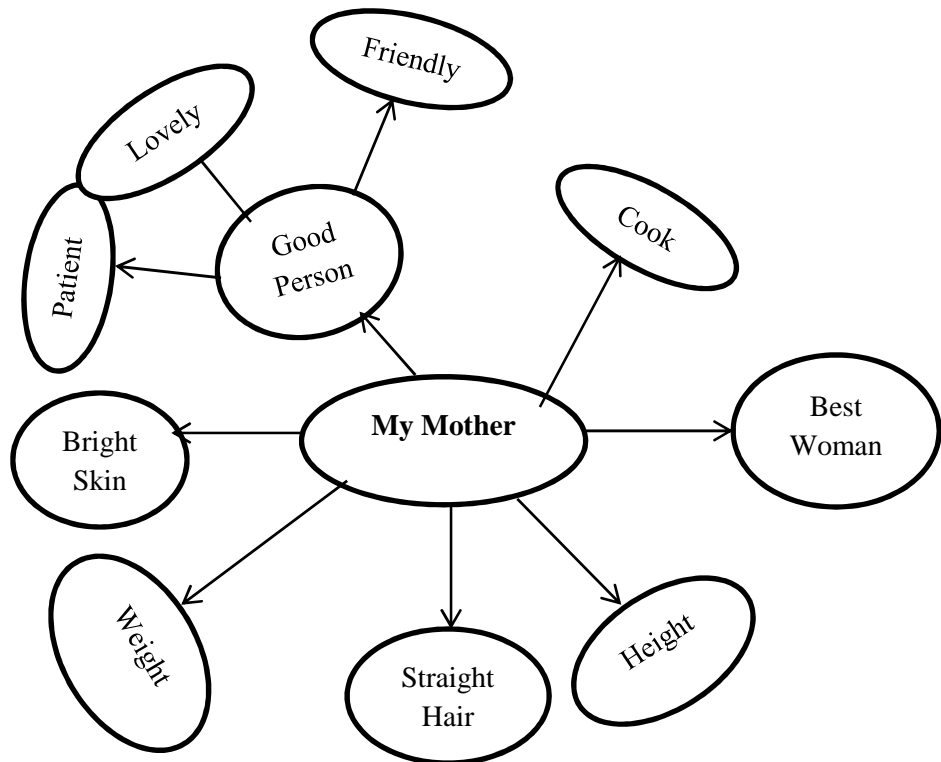 Friendly
Lovely
Cook
Good
Person
Patient
My Mother
Best
Woman
Bright
Skin
Weight
Straight
Hair
Height